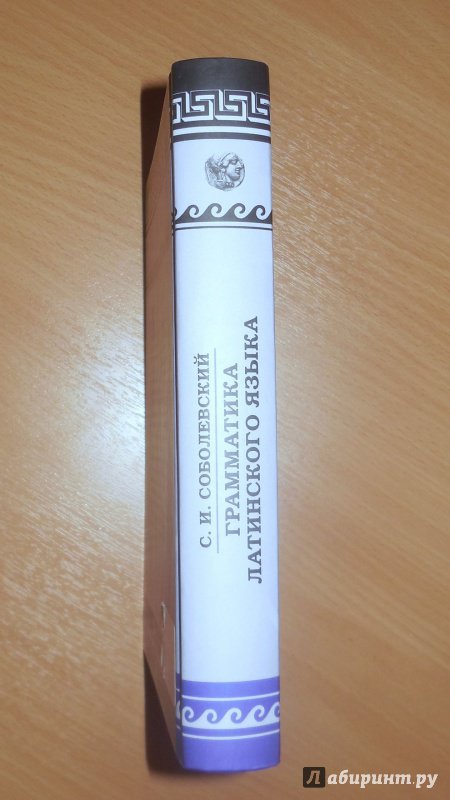 С. И. СОБОЛЕВСКИЙ
ГРАММАТИКА
ЛАТИНСКОГО ЯЗЫКА
Лабиринт.ру